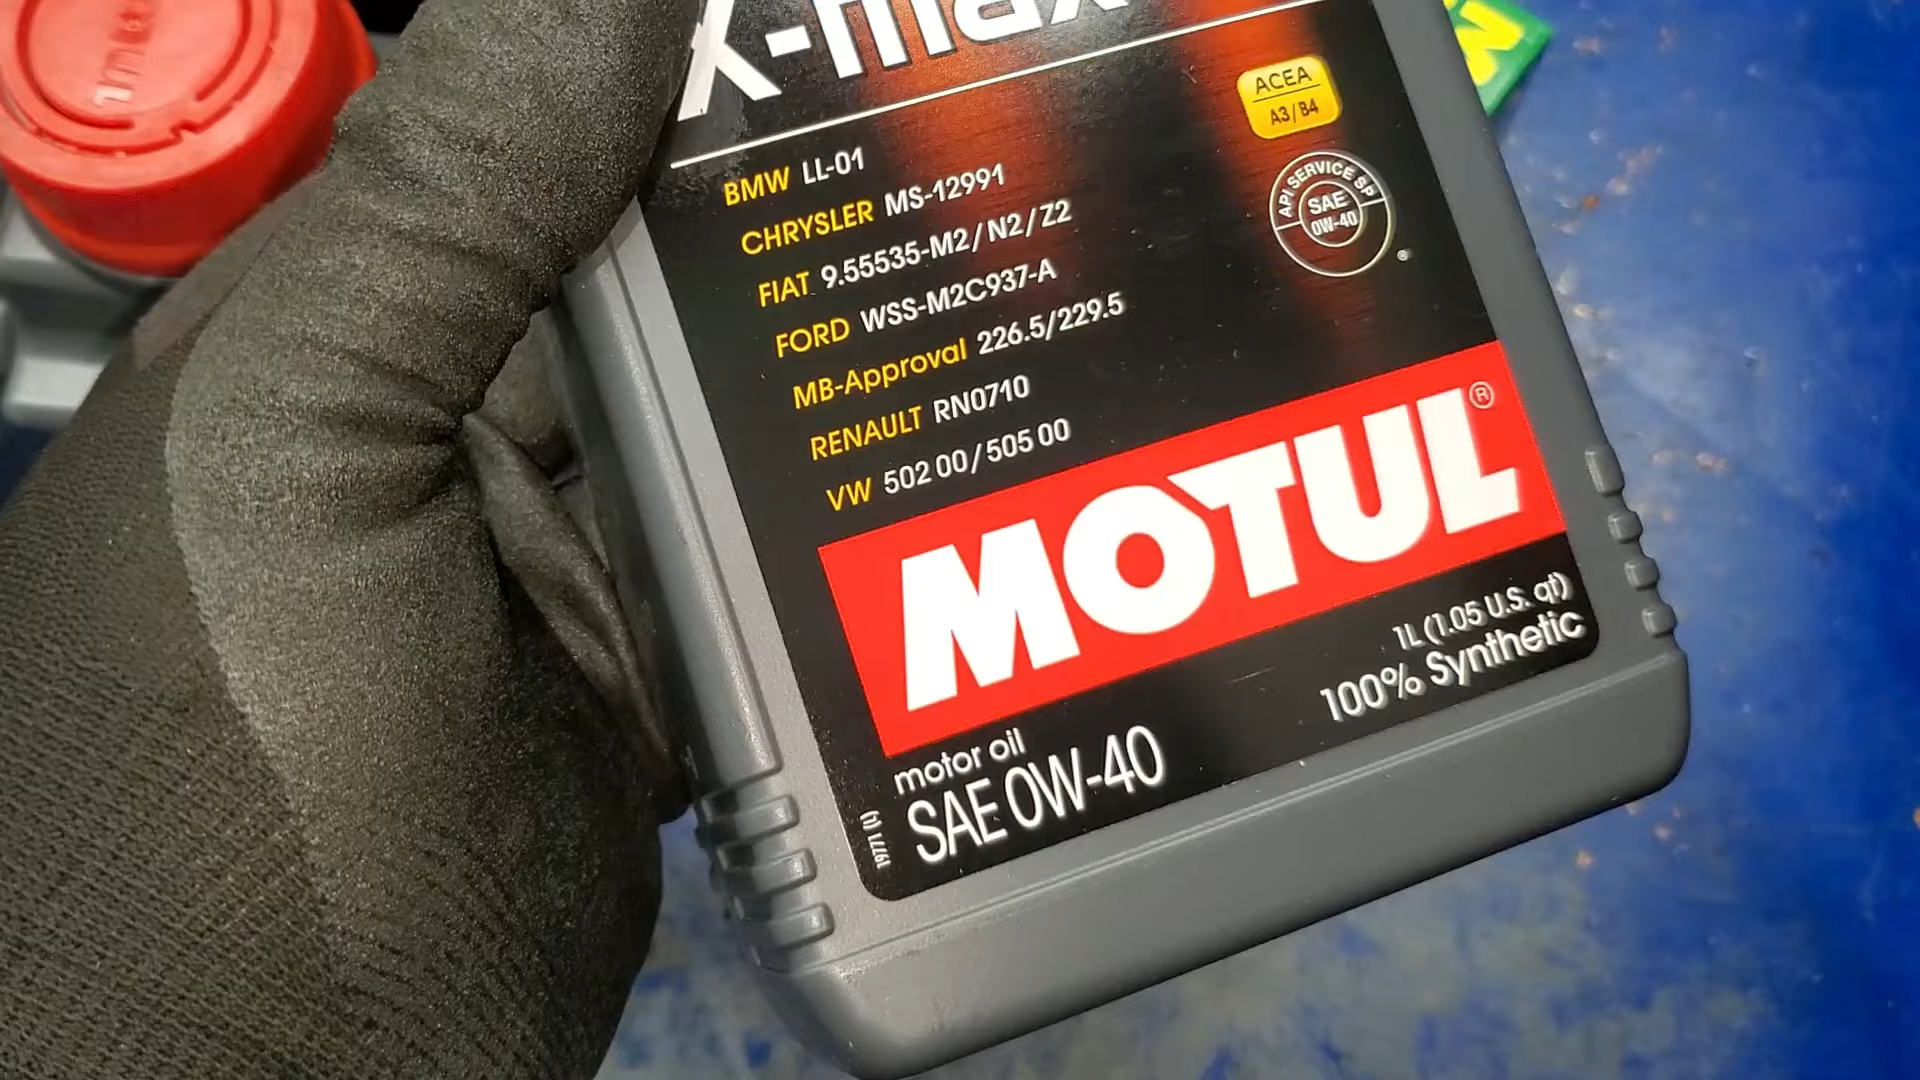 X-max
ACEA
A3/B4
BMW LL-01
CHRYSLER MS-12991
FIAT 9.55535-M2/N2/Z2
FORD WSS-M2C937-A
MB-Approval 226.5/229.5
RENAULT RN0710
VW 502 00/505 00
API SERVICE SP
SAE
0W-40
®
MOTUL®
1L (1.05 U.S. qt)
100% Synthetic
motor oil
SAE 0W-40